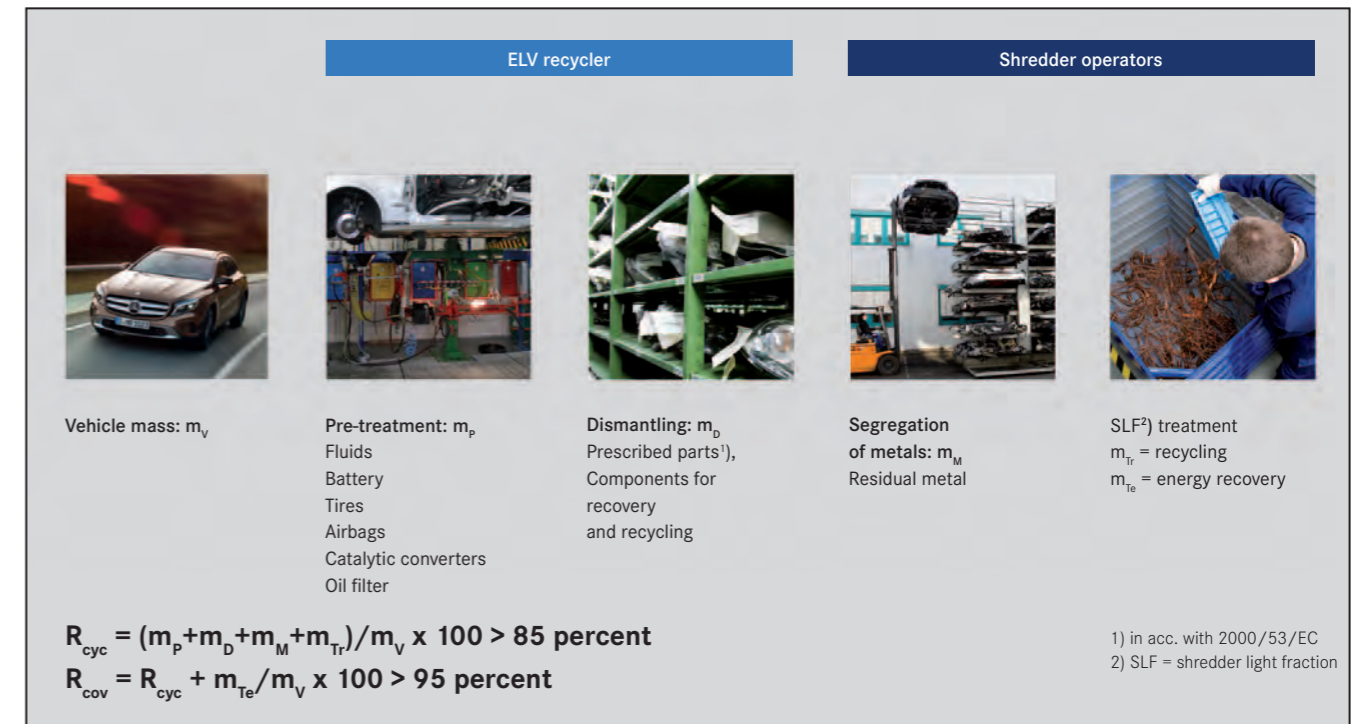 ELV recycler
Shredder operators
Vehicle mass: mV
Pre-treatment: mP
Fluids
Battery
Tires
Airbags
Catalytic converters
Oil filter
Dismantling: mD
Prescribed parts¹),
Components for
recovery
and recycling
Segregation
of metals: mM
Residual metal
SLF²) treatment
mTr = recycling
mTe = energy recovery
Rcyc = (mP+mD+mM+mTr)/mV x 100 > 85 percent
Rcov = Rcyc + mTe/mV x 100 > 95 percent
1) in acc. with 2000/53/EC
2) SLF = shredder light fraction